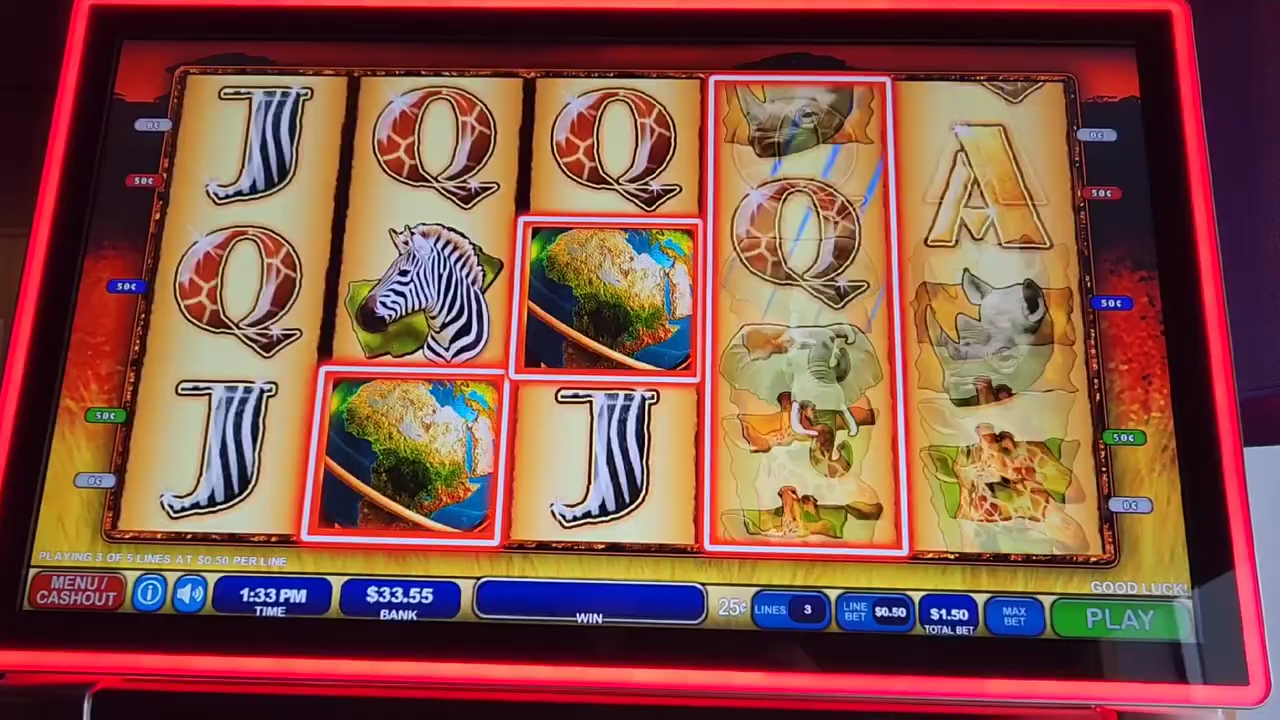 J Q Q
Q A
Q
J J
0¢ 0¢
50¢ 50¢
50¢ 50¢
50¢ 50¢
0¢ 0¢
PLAYING 3 OF 5 LINES AT $0.50 PER LINE
GOOD LUCK!
MENU / CASHOUT
i
1:33 PM
TIME
$33.55
BANK
WIN
25¢
LINES 3
LINE BET $0.50
$1.50
TOTAL BET
MAX BET
PLAY